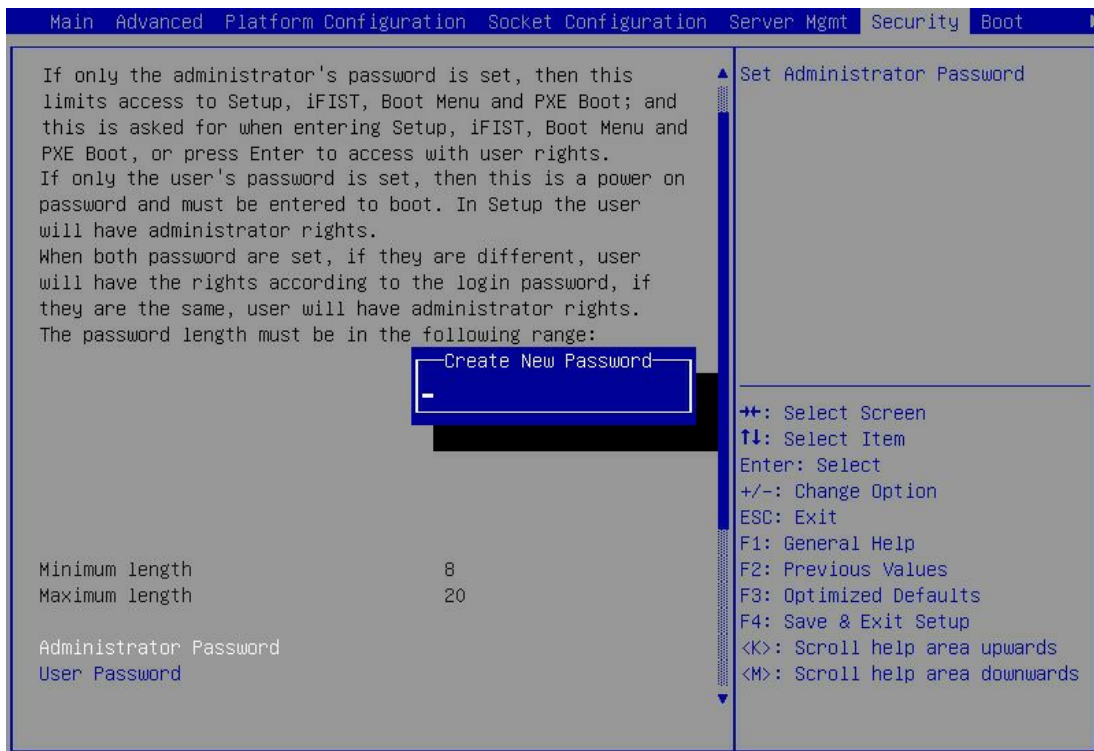 Main Advanced Platform Configuration Socket Configuration Server Mgmt Security Boot
If only the administrator's password is set, then this
limits access to Setup, iFIST, Boot Menu and PXE Boot; and
this is asked for when entering Setup, iFIST, Boot Menu and
PXE Boot, or press Enter to access with user rights.
If only the user's password is set, then this is a power on
password and must be entered to boot. In Setup the user
will have administrator rights.
When both password are set, if they are different, user
will have the rights according to the login password, if
they are the same, user will have administrator rights.
The password length must be in the following range:
Create New Password
Minimum length 8
Maximum length 20
Administrator Password
User Password
Set Administrator Password
→←: Select Screen
↑↓: Select Item
Enter: Select
+/-: Change Option
ESC: Exit
F1: General Help
F2: Previous Values
F3: Optimized Defaults
F4: Save & Exit Setup
<K>: Scroll help area upwards
<M>: Scroll help area downwards